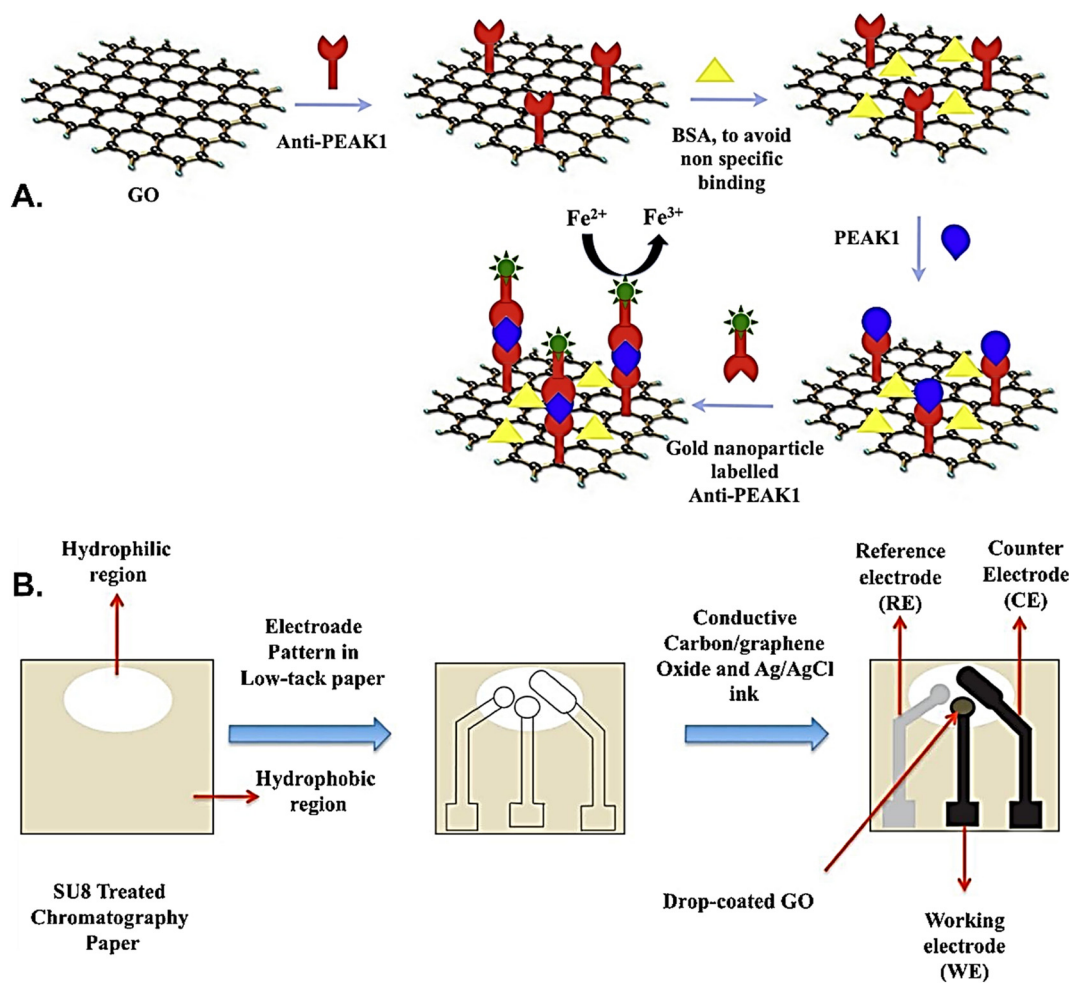 Anti-PEAK1
GO
BSA, to avoid
non specific
binding
A.
Fe2+
Fe3+
PEAK1
Gold nanoparticle
labelled
Anti-PEAK1
B.
Hydrophilic
region
Electroade
Pattern in
Low-tack paper
Hydrophobic
region
SU8 Treated
Chromatography
Paper
Conductive
Carbon/graphene
Oxide and Ag/AgCl
ink
Reference
electrode
(RE)
Counter
Electrode
(CE)
Drop-coated GO
Working
electrode
(WE)